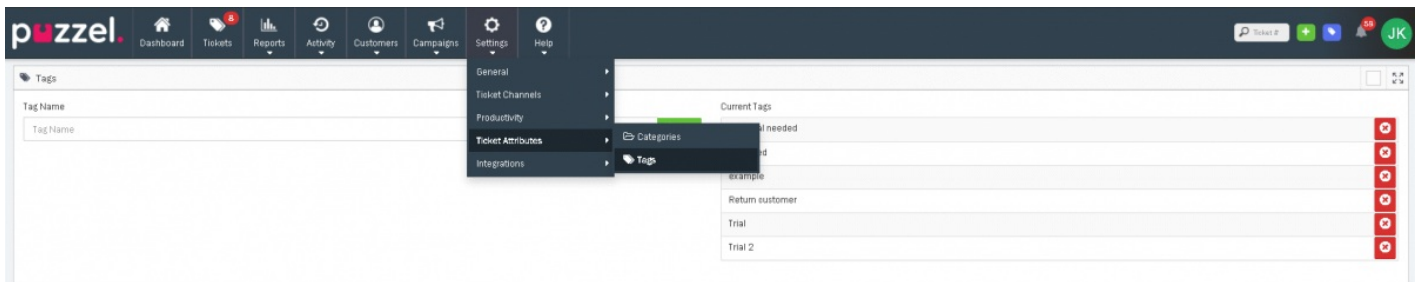 puzzel.
Dashboard
Tickets
8
Reports
Activity
Customers
Campaigns
Settings
Help
Ticket #
58
JK
Tags
General
Ticket Channels
Productivity
Ticket Attributes
Integrations
Categories
Tags
Tag Name
Tag Name
Current Tags
needed
example
Return customer
Trial
Trial 2